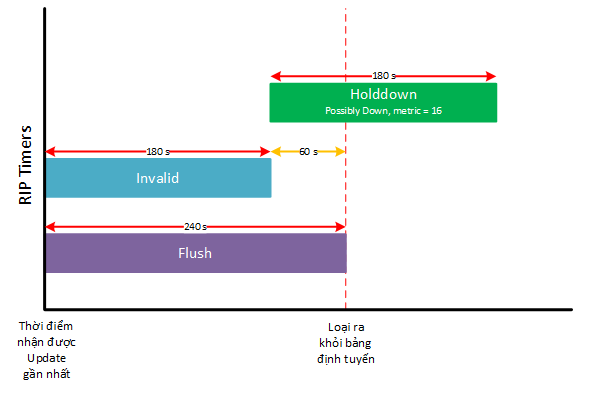 180 s
Holddown
Possibly Down, metric = 16
RIP Timers
180 s
60 s
Invalid
240 s
Flush
Thời điểm
nhận được
Update
gần nhất
Loại ra
khỏi bảng
định tuyến